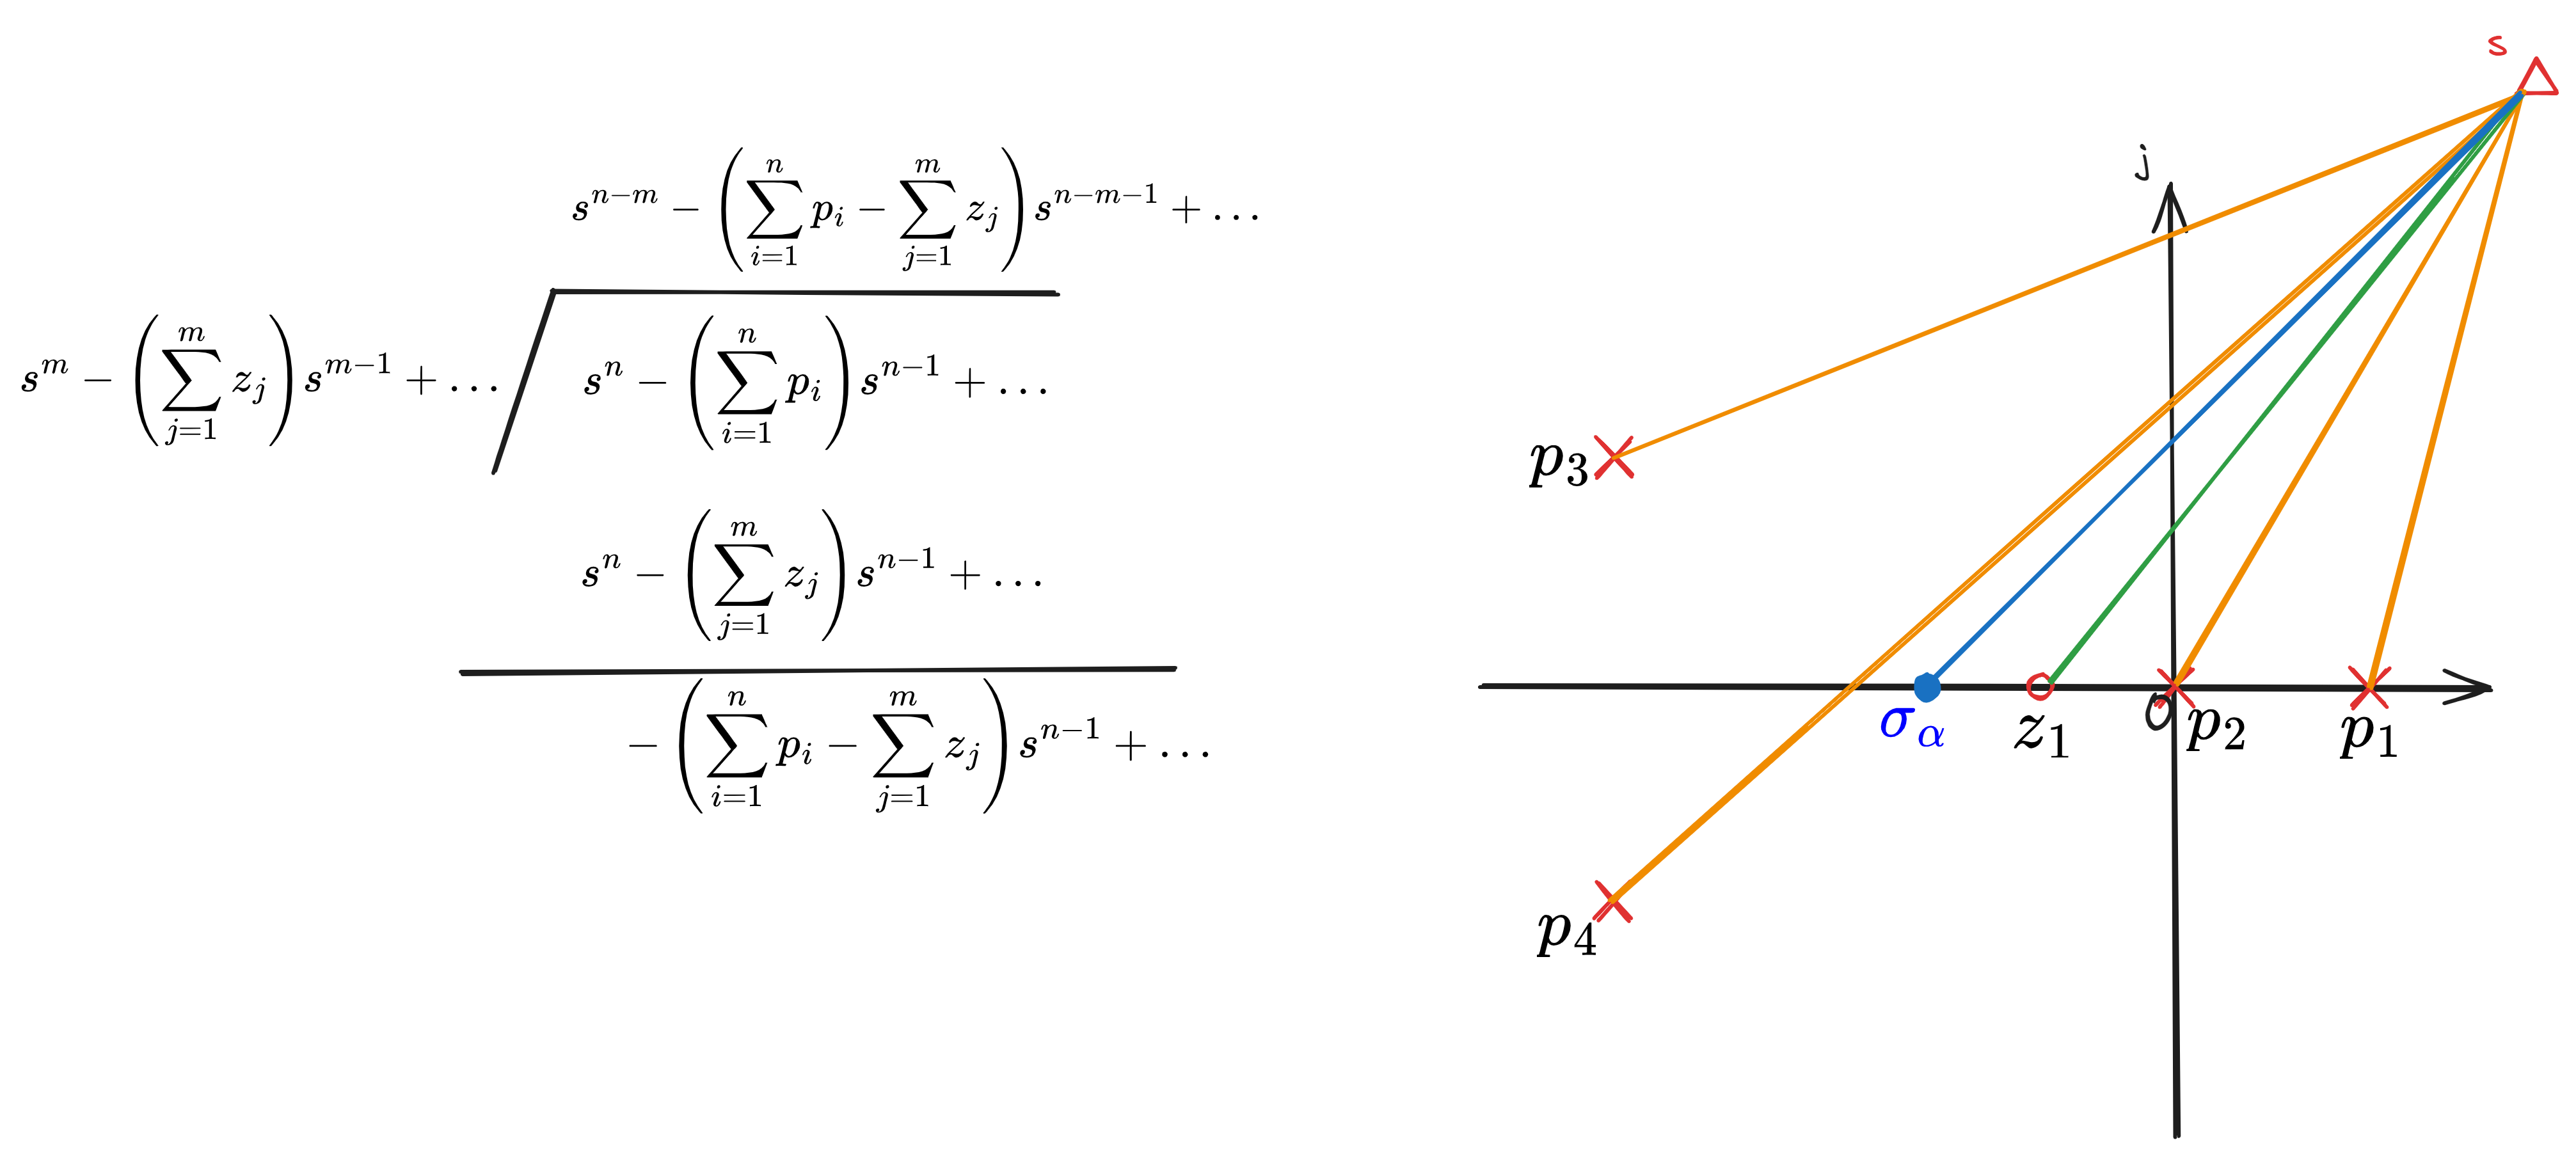 s^{n-m} - \left( \sum_{i=1}^{n} p_i - \sum_{j=1}^{m} z_j \right) s^{n-m-1} + \dots
s^m - \left( \sum_{j=1}^{m} z_j \right) s^{m-1} + \dots
s^n - \left( \sum_{i=1}^{n} p_i \right) s^{n-1} + \dots
s^n - \left( \sum_{j=1}^{m} z_j \right) s^{n-1} + \dots
- \left( \sum_{i=1}^{n} p_i - \sum_{j=1}^{m} z_j \right) s^{n-1} + \dots
s
j
p_3
σ_α
z_1
0
p_2
p_1
p_4